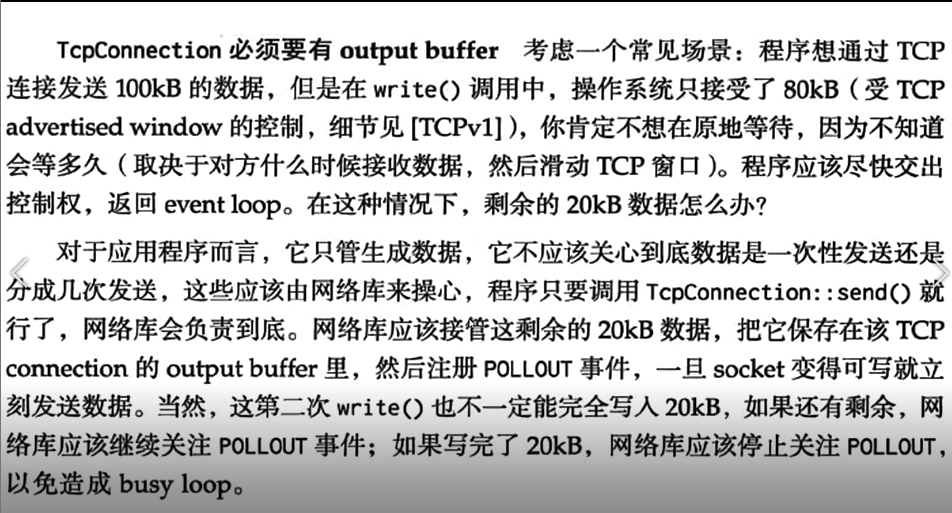 TcpConnection 必须要有 output buffer 考虑一个常见场景：程序想通过 TCP
连接发送 100kB 的数据，但是在 write() 调用中，操作系统只接受了 80kB（受 TCP
advertised window 的控制，细节见 [TCPv1]），你肯定不想在原地等待，因为不知道
会等多久（取决于对方什么时候接收数据，然后滑动 TCP 窗口）。程序应该尽快交出
控制权，返回 event loop。在这种情况下，剩余的 20kB 数据怎么办？
对于应用程序而言，它只管生成数据，它不应该关心到底数据是一次性发送还是
分成几次发送，这些应该由网络库来操心，程序只要调用 TcpConnection::send() 就
行了，网络库会负责到底。网络库应该接管这剩余的 20kB 数据，把它保存在该 TCP
connection 的 output buffer 里，然后注册 POLLOUT 事件，一旦 socket 变得可写就立
刻发送数据。当然，这第二次 write() 也不一定能完全写入 20kB，如果还有剩余，网
络库应该继续关注 POLLOUT 事件；如果写完了 20kB，网络库应该停止关注 POLLOUT，
以免造成 busy loop。